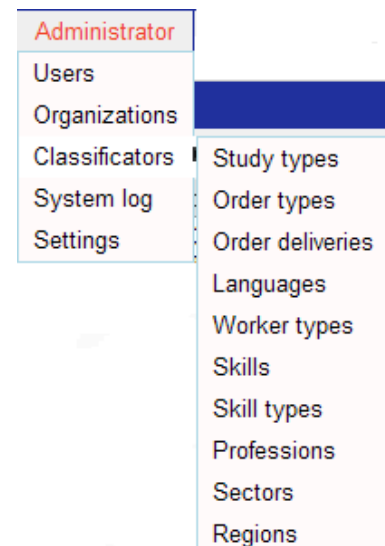 Administrator
Users
Organizations
Classificators
System log
Settings
Study types
Order types
Order deliveries
Languages
Worker types
Skills
Skill types
Professions
Sectors
Regions